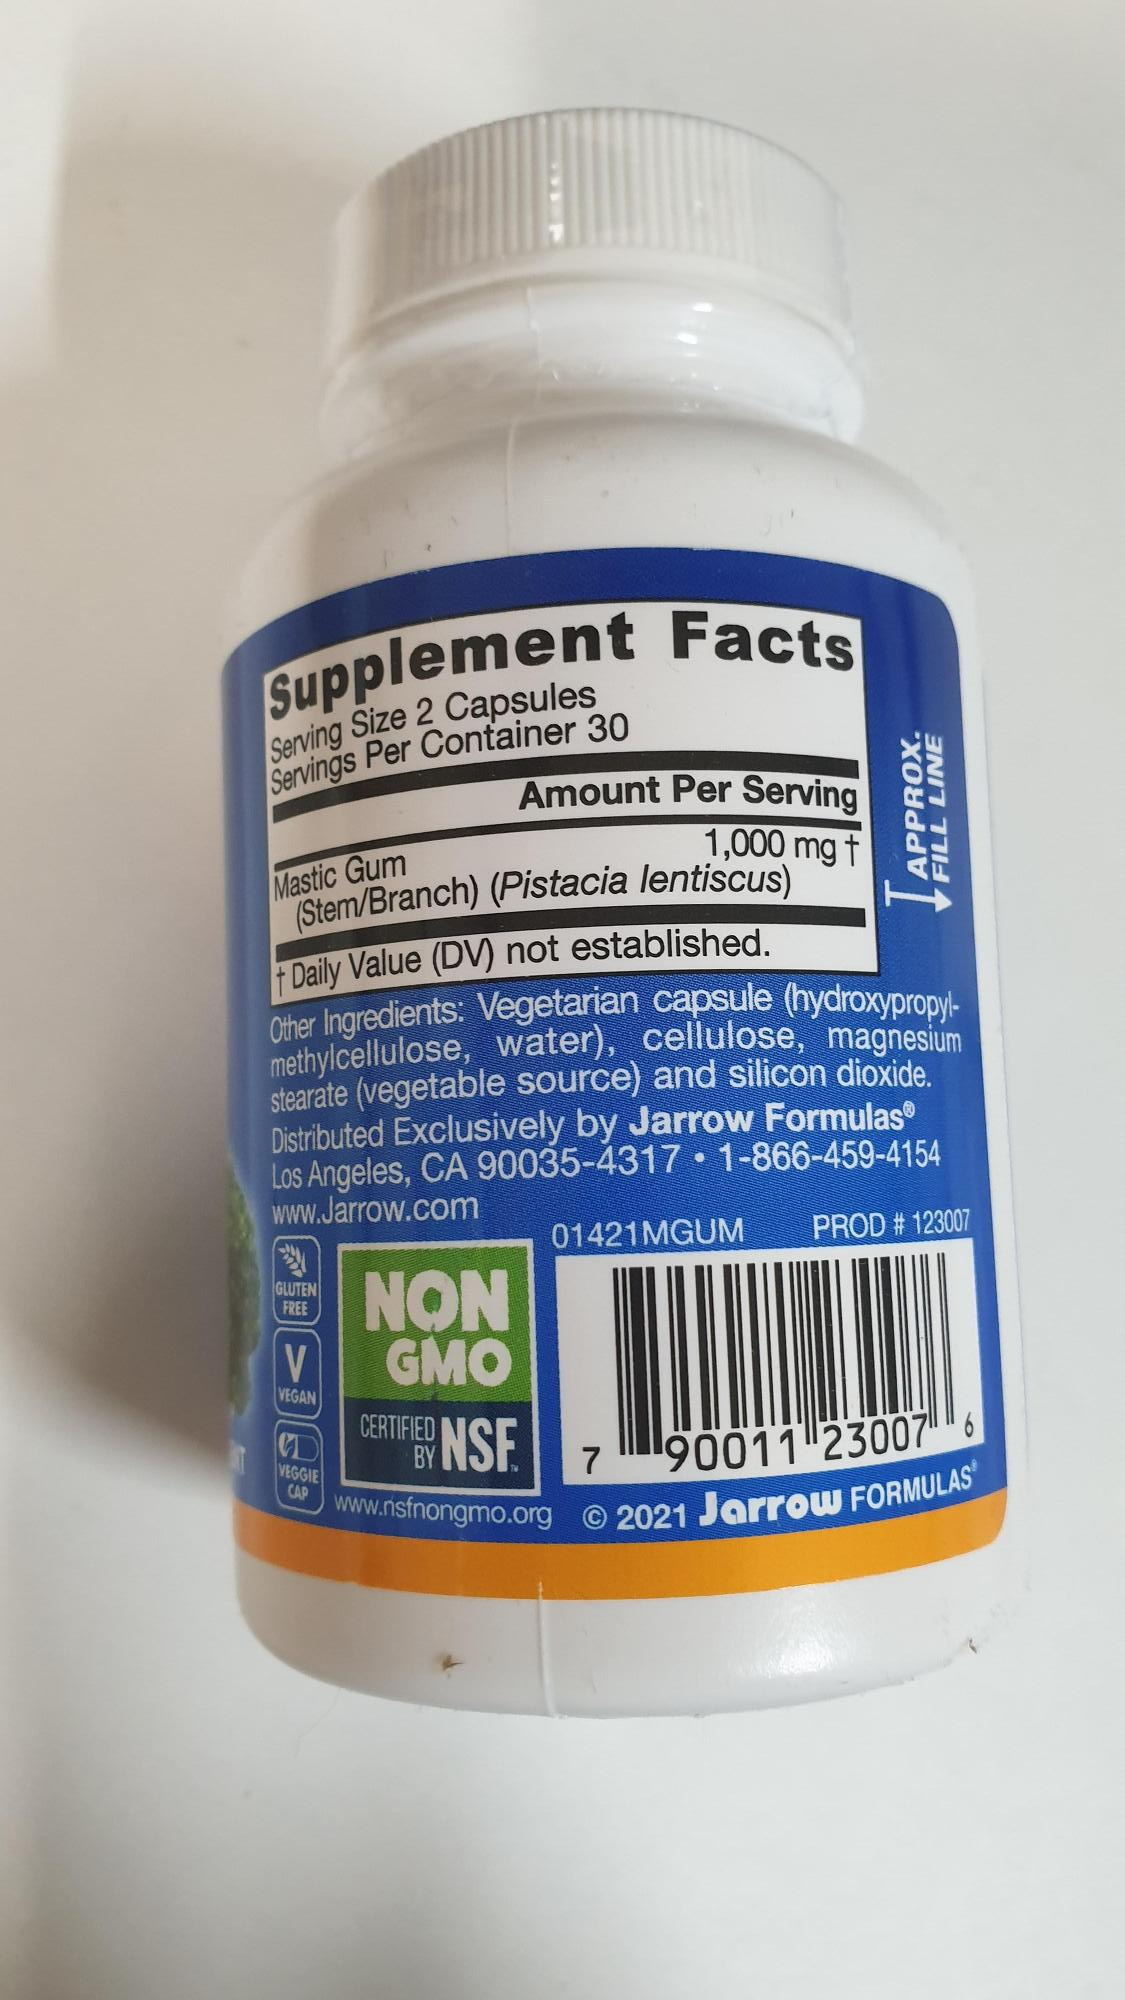 Supplement Facts
Serving Size 2 Capsules
Servings Per Container 30
Amount Per Serving
Mastic Gum 1,000 mg †
(Stem/Branch) (Pistacia lentiscus)
† Daily Value (DV) not established.
APPROX.
FILL LINE
Other Ingredients: Vegetarian capsule (hydroxypropyl-
methylcellulose, water), cellulose, magnesium
stearate (vegetable source) and silicon dioxide.
Distributed Exclusively by Jarrow Formulas®
Los Angeles, CA 90035-4317 • 1-866-459-4154
www.Jarrow.com
01421MGUM PROD # 123007
GLUTEN
FREE
V
VEGAN
VEGGIE
CAP
NON
GMO
CERTIFIED
BY NSF™
www.nsfnongmo.org
7 90011 23007 6
© 2021 Jarrow FORMULAS®